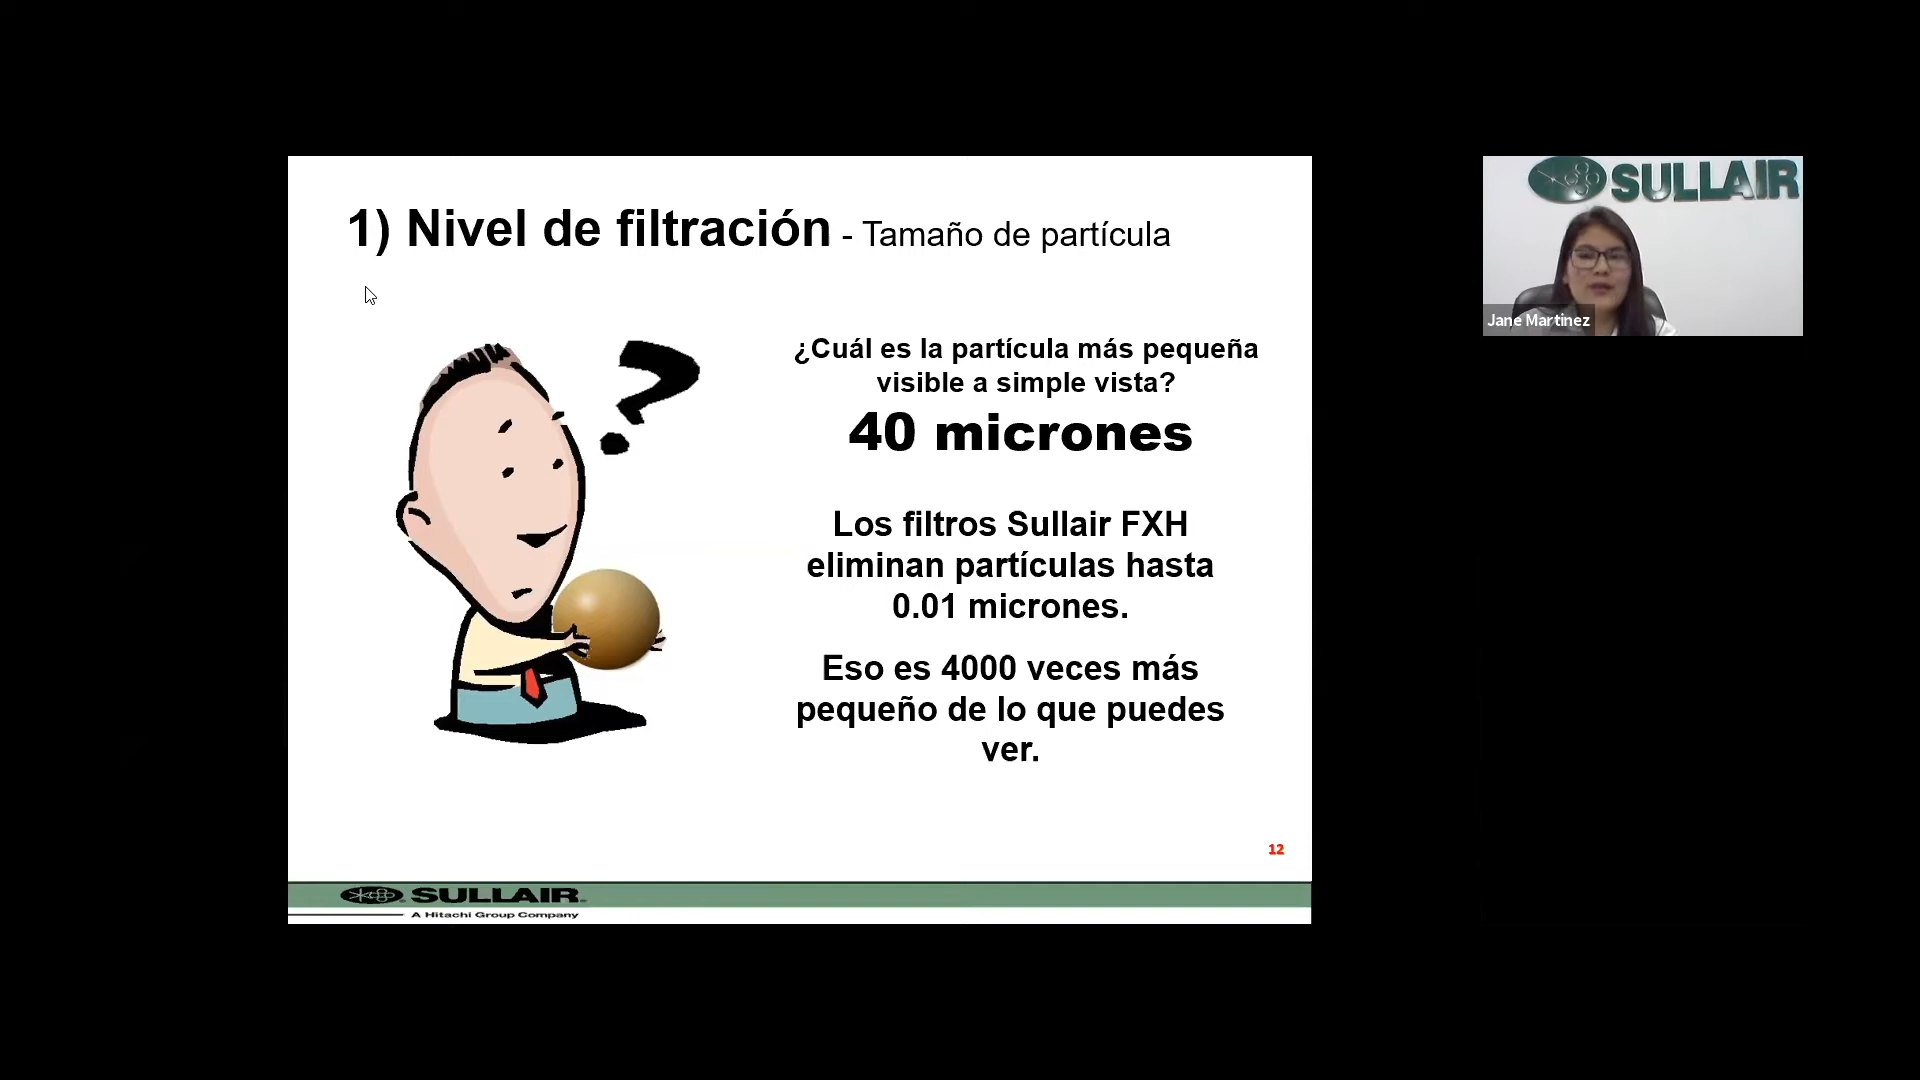 1) Nivel de filtración - Tamaño de partícula
¿Cuál es la partícula más pequeña
visible a simple vista?
40 micrones
Los filtros Sullair FXH
eliminan partículas hasta
0.01 micrones.
Eso es 4000 veces más
pequeño de lo que puedes
ver.
12
SULLAIR
A Hitachi Group Company
SULLAIR
Jane Martinez